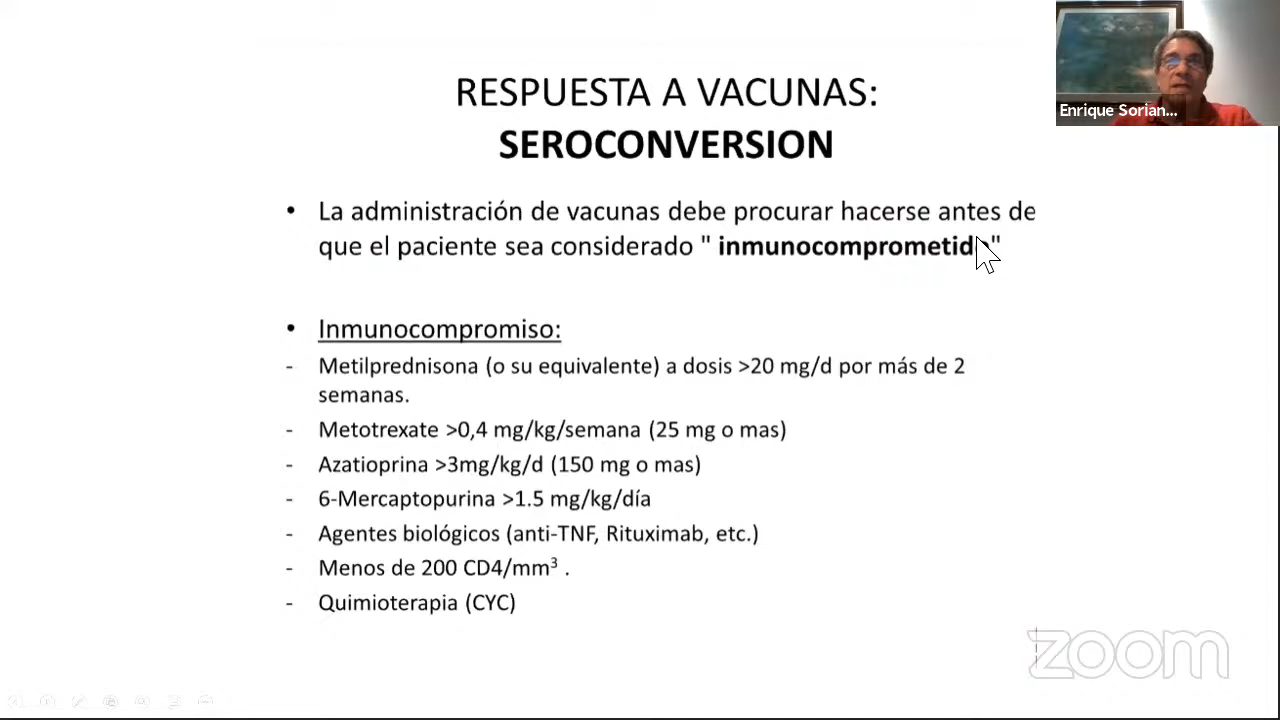 RESPUESTA A VACUNAS:
SEROCONVERSION
Enrique Sorian...
• La administración de vacunas debe procurar hacerse antes de
que el paciente sea considerado " inmunocomprometido"
• Inmunocompromiso:
- Metilprednisona (o su equivalente) a dosis >20 mg/d por más de 2
semanas.
- Metotrexate >0,4 mg/kg/semana (25 mg o mas)
- Azatioprina >3mg/kg/d (150 mg o mas)
- 6-Mercaptopurina >1.5 mg/kg/día
- Agentes biológicos (anti-TNF, Rituximab, etc.)
- Menos de 200 CD4/mm³ .
- Quimioterapia (CYC)
zoom